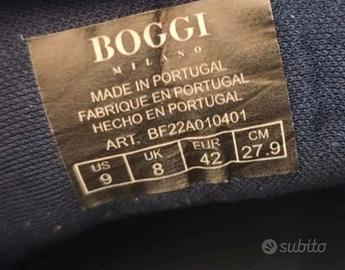 BOGGI
MILANO
MADE IN PORTUGAL
FABRIQUE EN PORTUGAL
HECHO EN PORTUGAL
ART. BF22A010401
US UK EUR CM
9 8 42 27.9
subito